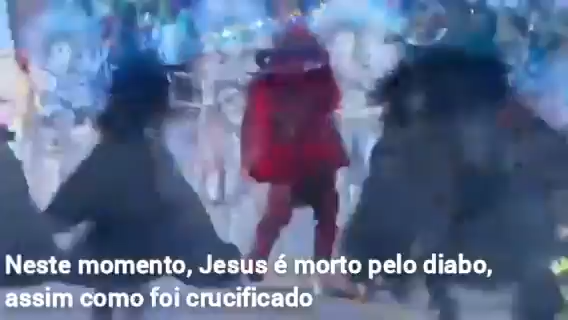 Neste momento, Jesus é morto pelo diabo,
assim como foi crucificado